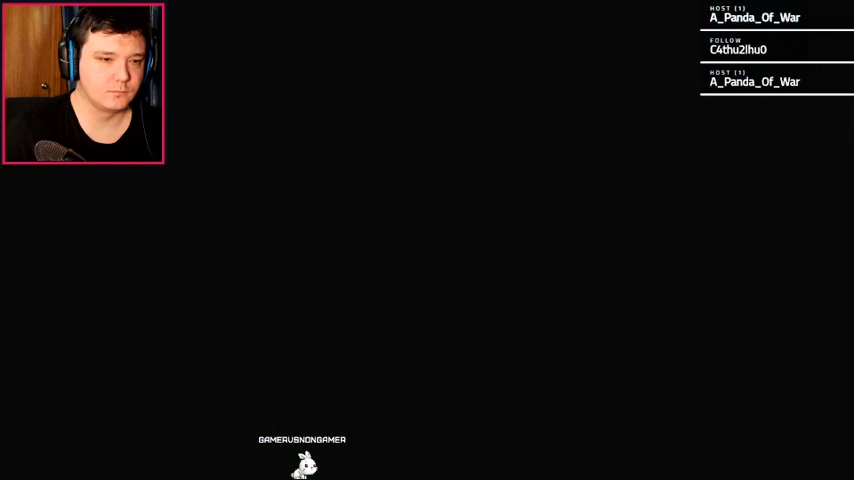 HOST (1)
A_Panda_Of_War
FOLLOW
C4thu2lhu0
HOST (1)
A_Panda_Of_War
GAMERVSNONGAMER